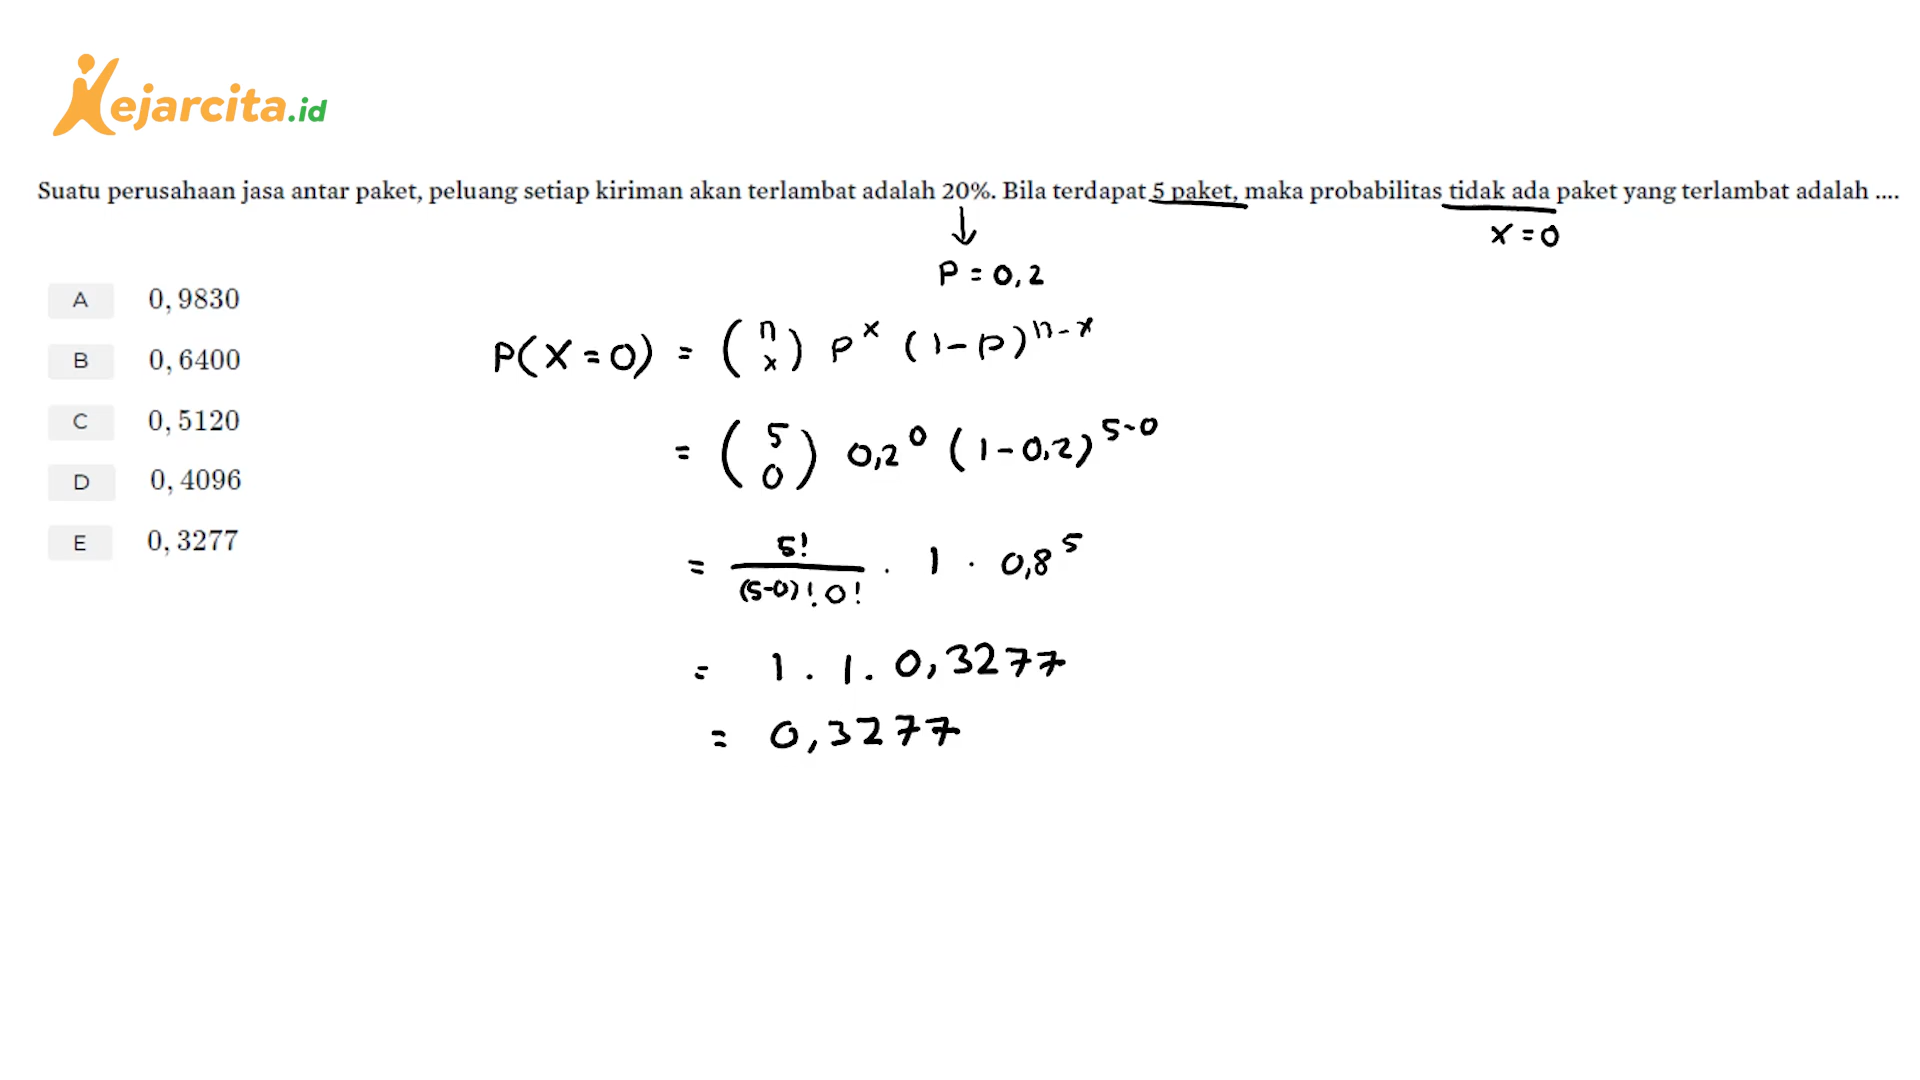 Kejarcita.id
Suatu perusahaan jasa antar paket, peluang setiap kiriman akan terlambat adalah 20%. Bila terdapat 5 paket, maka probabilitas tidak ada paket yang terlambat adalah ....
x = 0
P = 0,2
A 0,9830
B 0,6400
C 0,5120
D 0,4096
E 0,3277
P(X=0) = (n x) p^x (1-p)^n-x
= (5 0) 0,2^0 (1-0,2)^5-0
= 5!/(5-0)!.0! . 1 . 0,8^5
= 1 . 1 . 0,3277
= 0,3277